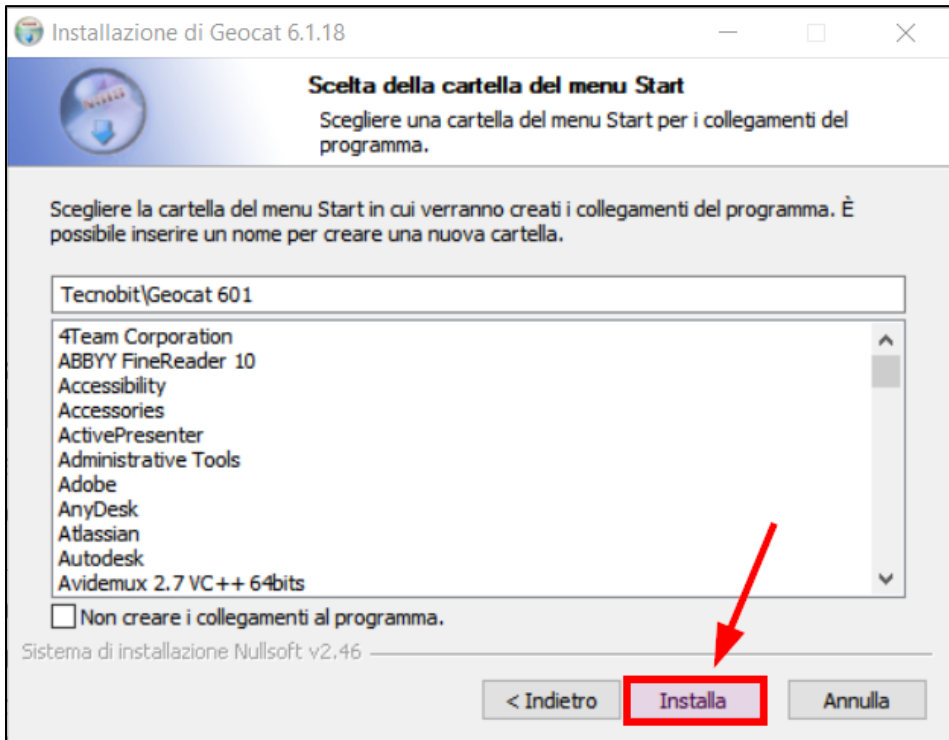 Installazione di Geocat 6.1.18
Scelta della cartella del menu Start
Scegliere una cartella del menu Start per i collegamenti del
programma.
Scegliere la cartella del menu Start in cui verranno creati i collegamenti del programma. È
possibile inserire un nome per creare una nuova cartella.
Tecnobit\Geocat 601
4Team Corporation
ABBYY FineReader 10
Accessibility
Accessories
ActivePresenter
Administrative Tools
Adobe
AnyDesk
Atlassian
Autodesk
Avidemux 2.7 VC++ 64bits
Non creare i collegamenti al programma.
Sistema di installazione Nullsoft v2.46
< Indietro
Installa
Annulla